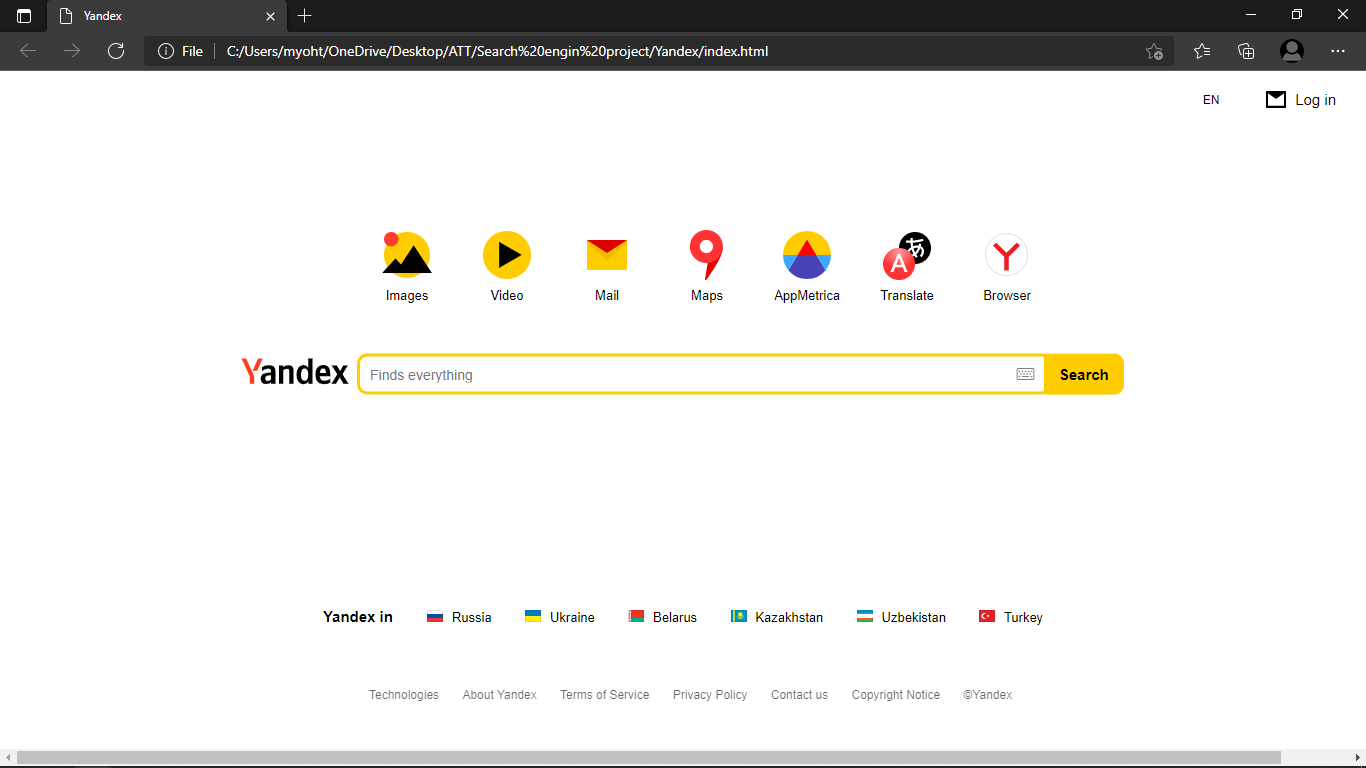 Yandex
File C:/Users/myoht/OneDrive/Desktop/ATT/Search%20engin%20project/Yandex/index.html
EN Log in
A あ
Images Video Mail Maps AppMetrica Translate Browser
Yandex Finds everything Search
Yandex in Russia Ukraine Belarus Kazakhstan Uzbekistan Turkey
Technologies About Yandex Terms of Service Privacy Policy Contact us Copyright Notice ©Yandex